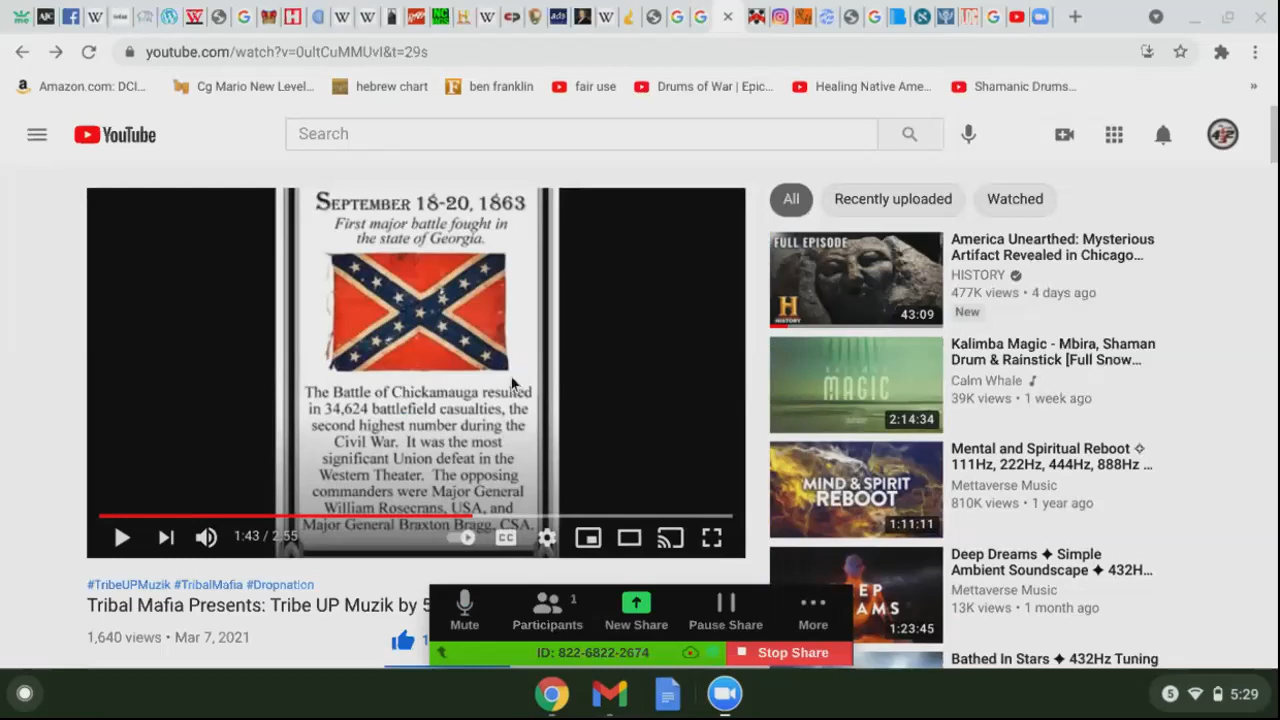 youtube.com/watch?v=0uItCuMMUvI&t=29s
Amazon.com: DCI...
Cg Mario New Level...
hebrew chart
ben franklin
fair use
Drums of War | Epic...
Healing Native Ame...
Shamanic Drums...
»
YouTube
Search
SEPTEMBER 18-20, 1863
First major battle fought in
the state of Georgia.
The Battle of Chickamauga resulted
in 34,624 battlefield casualties, the
second highest number during the
Civil War. It was the most
significant Union defeat in the
Western Theater. The opposing
commanders were Major General
William Rosecrans, USA, and
Major General Braxton Bragg, CSA.
1:43 / 2:55
CC
#TribeUPMuzik #TribalMafia #Dropnation
Tribal Mafia Presents: Tribe UP Muzik by 5
1,640 views • Mar 7, 2021
All
Recently uploaded
Watched
FULL EPISODE
H
HISTORY
43:09
America Unearthed: Mysterious
Artifact Revealed in Chicago...
HISTORY
477K views • 4 days ago
New
MAGIC
2:14:34
Kalimba Magic - Mbira, Shaman
Drum & Rainstick [Full Snow...
Calm Whale
39K views • 1 week ago
MIND & SPIRIT
REBOOT
1:11:11
Mental and Spiritual Reboot ✧
111Hz, 222Hz, 444Hz, 888Hz ...
Mettaverse Music
810K views • 1 year ago
1:23:45
Deep Dreams ✦ Simple
Ambient Soundscape ✦ 432H...
Mettaverse Music
13K views • 1 month ago
Bathed In Stars ✦ 432Hz Tuning
Mute
Participants
1
New Share
Pause Share
More
ID: 822-6822-2674
Stop Share
5
5:29